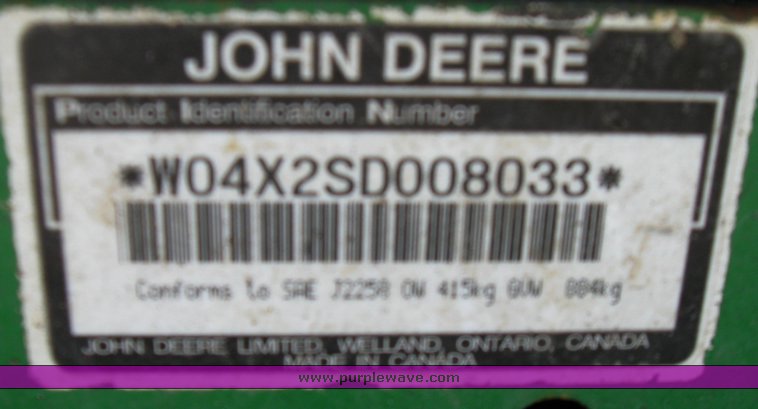 JOHN DEERE
Product Identification Number
*W04X2SD008033*
Conforms to SAE J2258 OW 415kg GVW 884kg
JOHN DEERE LIMITED, WELLAND, ONTARIO, CANADA
MADE IN CANADA
www.purplewave.com